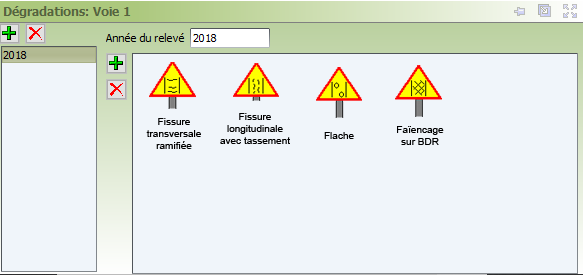 Dégradations: Voie 1
Année du relevé 2018
2018
Fissure
transversale
ramifiée
Fissure
longitudinale
avec tassement
Flache
Faïencage
sur BDR